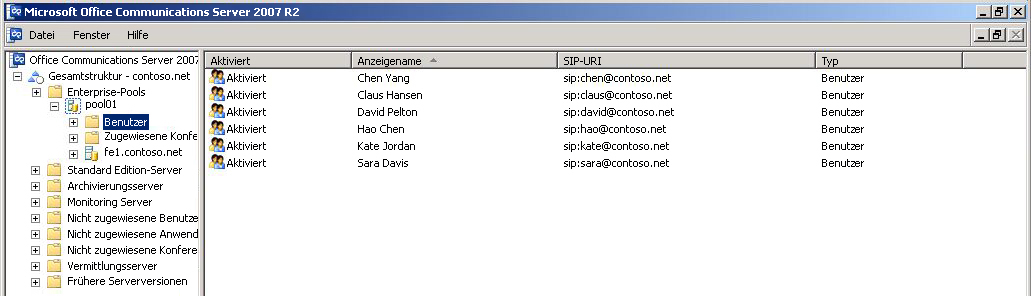 Microsoft Office Communications Server 2007 R2
Datei Fenster Hilfe
Office Communications Server 2007
Gesamtstruktur - contoso.net
Enterprise-Pools
pool01
Benutzer
Zugewiesene Konfe
fe1.contoso.net
Standard Edition-Server
Archivierungsserver
Monitoring Server
Nicht zugewiesene Benutze
Nicht zugewiesene Anwend
Nicht zugewiesene Konfere
Vermittlungsserver
Frühere Serverversionen
Aktiviert Anzeigename SIP-URI Typ
Aktiviert Chen Yang sip:chen@contoso.net Benutzer
Aktiviert Claus Hansen sip:claus@contoso.net Benutzer
Aktiviert David Pelton sip:david@contoso.net Benutzer
Aktiviert Hao Chen sip:hao@contoso.net Benutzer
Aktiviert Kate Jordan sip:kate@contoso.net Benutzer
Aktiviert Sara Davis sip:sara@contoso.net Benutzer